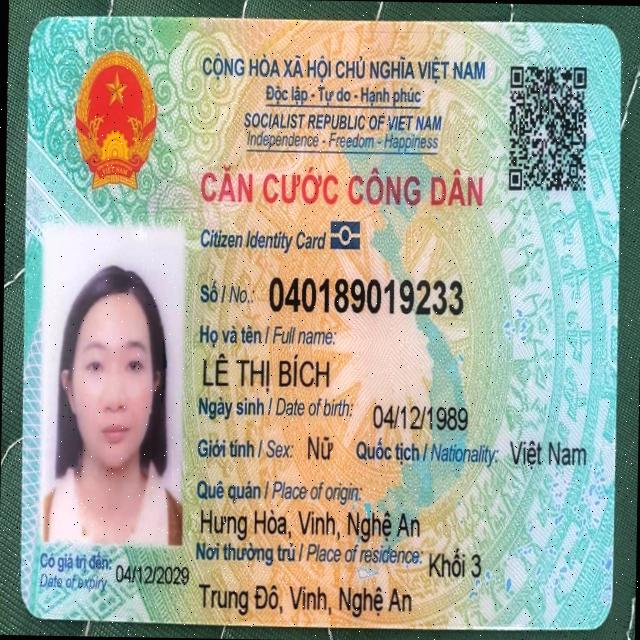 CỘNG HÒA XÃ HỘI CHỦ NGHĨA VIỆT NAM
Độc lập - Tự do - Hạnh phúc
SOCIALIST REPUBLIC OF VIET NAM
Independence - Freedom - Happiness
CĂN CƯỚC CÔNG DÂN
Citizen Identity Card
Số / No.: 040189019233
Họ và tên / Full name:
LÊ THỊ BÍCH
Ngày sinh / Date of birth: 04/12/1989
Giới tính / Sex: Nữ Quốc tịch / Nationality: Việt Nam
Quê quán / Place of origin:
Hưng Hòa, Vinh, Nghệ An
Nơi thường trú / Place of residence: Khối 3
Trung Đô, Vinh, Nghệ An
Có giá trị đến: 04/12/2029
Date of expiry
VIỆT NAM